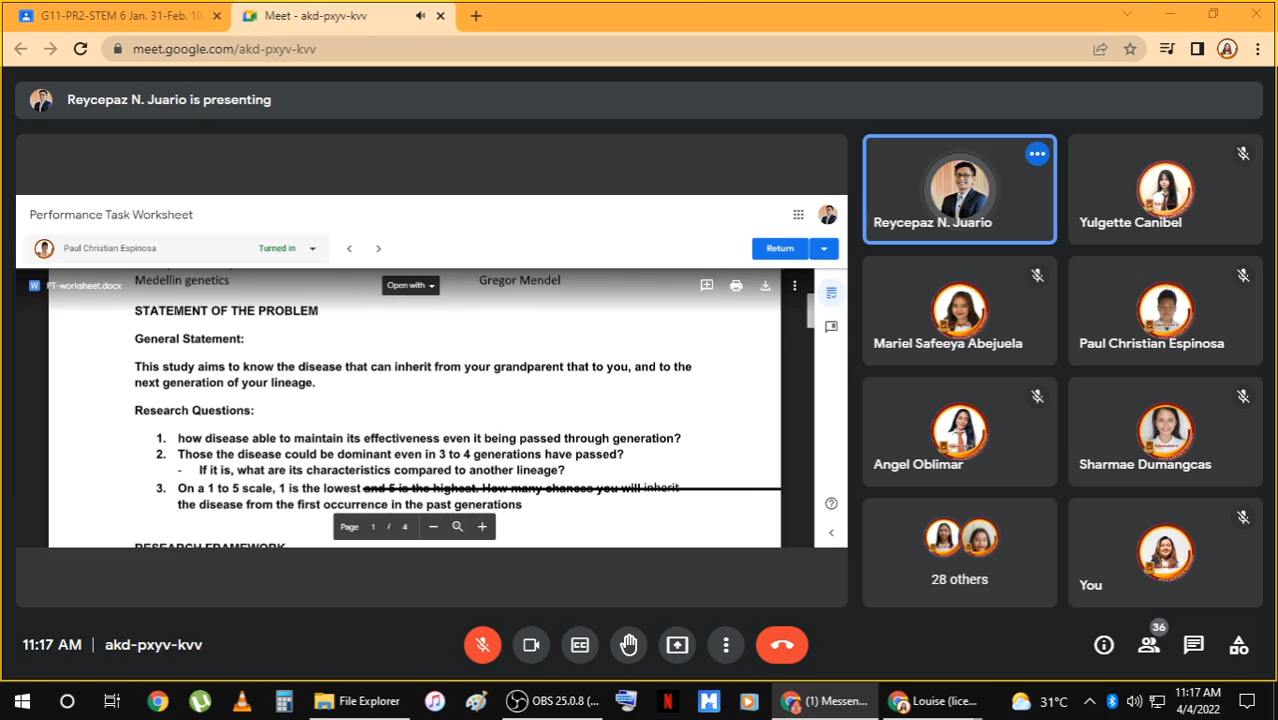 G11-PR2-STEM 6 Jan. 31-Feb. 10
Meet - akd-pxyv-kvv
meet.google.com/akd-pxyv-kvv
Reycepaz N. Juario is presenting
Performance Task Worksheet
Paul Christian Espinosa
Turned in
Return
PT-worksheet.docx
Medellin genetics
Open with
Gregor Mendel
STATEMENT OF THE PROBLEM
General Statement:
This study aims to know the disease that can inherit from your grandparent that to you, and to the
next generation of your lineage.
Research Questions:
1. how disease able to maintain its effectiveness even it being passed through generation?
2. Those the disease could be dominant even in 3 to 4 generations have passed?
- If it is, what are its characteristics compared to another lineage?
3. On a 1 to 5 scale, 1 is the lowest and 5 is the highest. How many chances you will inherit
the disease from the first occurrence in the past generations
Page 1 / 4
RESEARCH FRAMEWORK
Reycepaz N. Juario
Yulgette Canibel
Mariel Safeeya Abejuela
Paul Christian Espinosa
Angel Oblimar
Sharmae Dumangcas
28 others
You
11:17 AM | akd-pxyv-kvv
36
File Explorer
OBS 25.0.8 (...
(1) Messen...
Louise (lice...
31°C
11:17 AM
4/4/2022